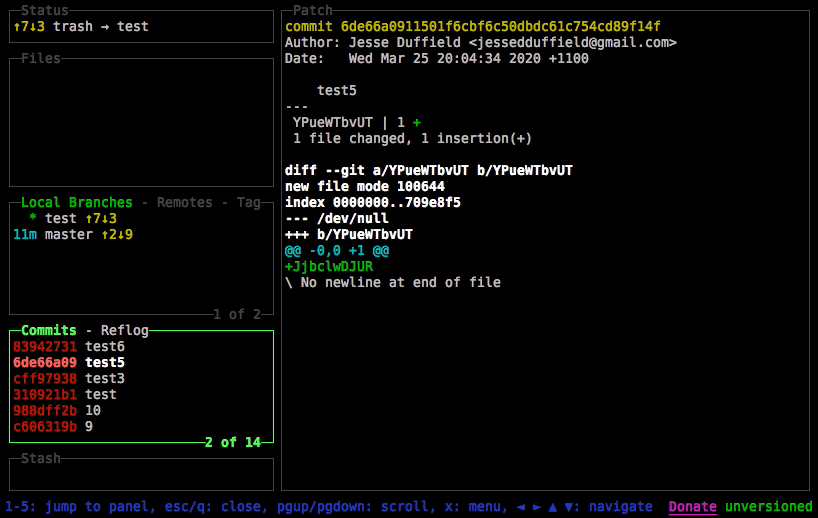 Status
↑7↓3 trash → test
Files
Local Branches - Remotes - Tag
* test ↑7↓3
11m master ↑2↓9
1 of 2
Commits - Reflog
83942731 test6
6de66a09 test5
cff97938 test3
310921b1 test
988dff2b 10
c606319b 9
2 of 14
Stash
Patch
commit 6de66a0911501f6cbf6c50dbdc61c754cd89f14f
Author: Jesse Duffield <jessedduffield@gmail.com>
Date:   Wed Mar 25 20:04:34 2020 +1100
test5
---
YPueWTbvUT | 1 +
1 file changed, 1 insertion(+)
diff --git a/YPueWTbvUT b/YPueWTbvUT
new file mode 100644
index 0000000..709e8f5
--- /dev/null
+++ b/YPueWTbvUT
@@ -0,0 +1 @@
+JjbclwDJUR
\ No newline at end of file
1-5: jump to panel, esc/q: close, pgup/pgdown: scroll, x: menu, ◄ ► ▲ ▼: navigate  Donate unversioned